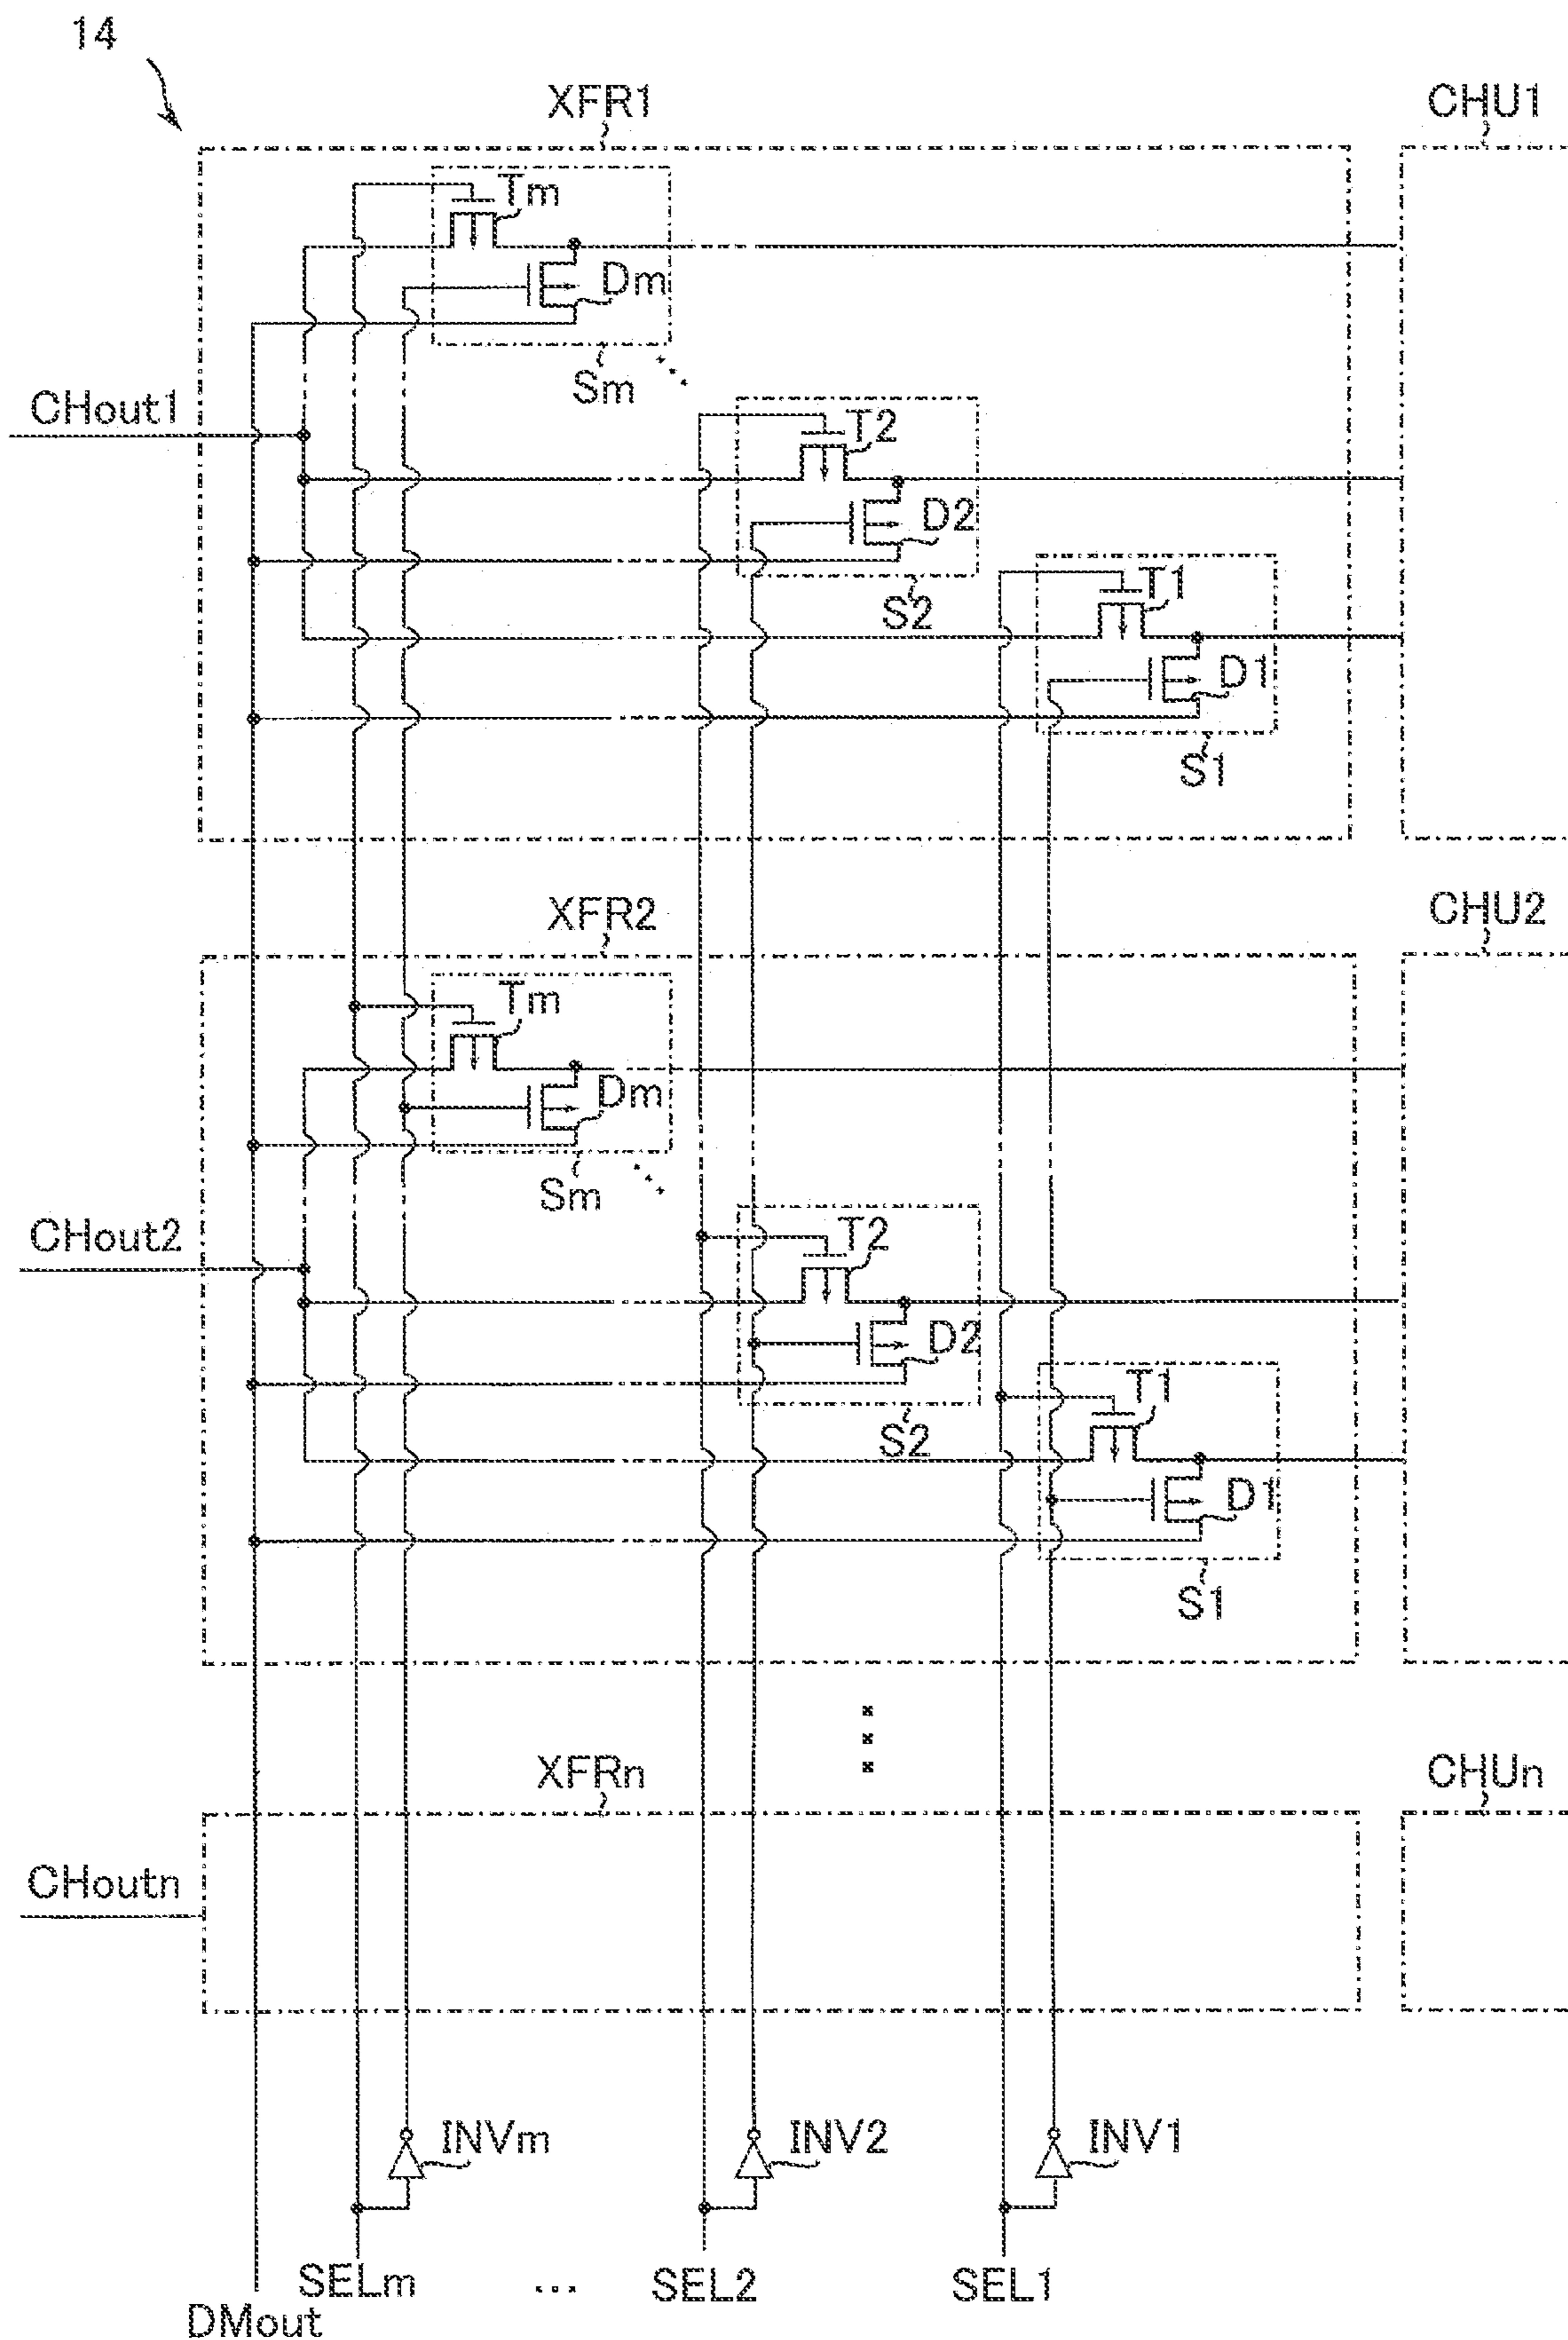 14
XFR1
CHU1
Tm
Dm
Sm
CHout1
T2
D2
S2
T1
D1
S1
XFR2
CHU2
Tm
Dm
Sm
CHout2
T2
D2
S2
T1
D1
S1
XFRn
CHUn
CHoutn
INVm
INV2
INV1
SELm
...
SEL2
SEL1
DMout